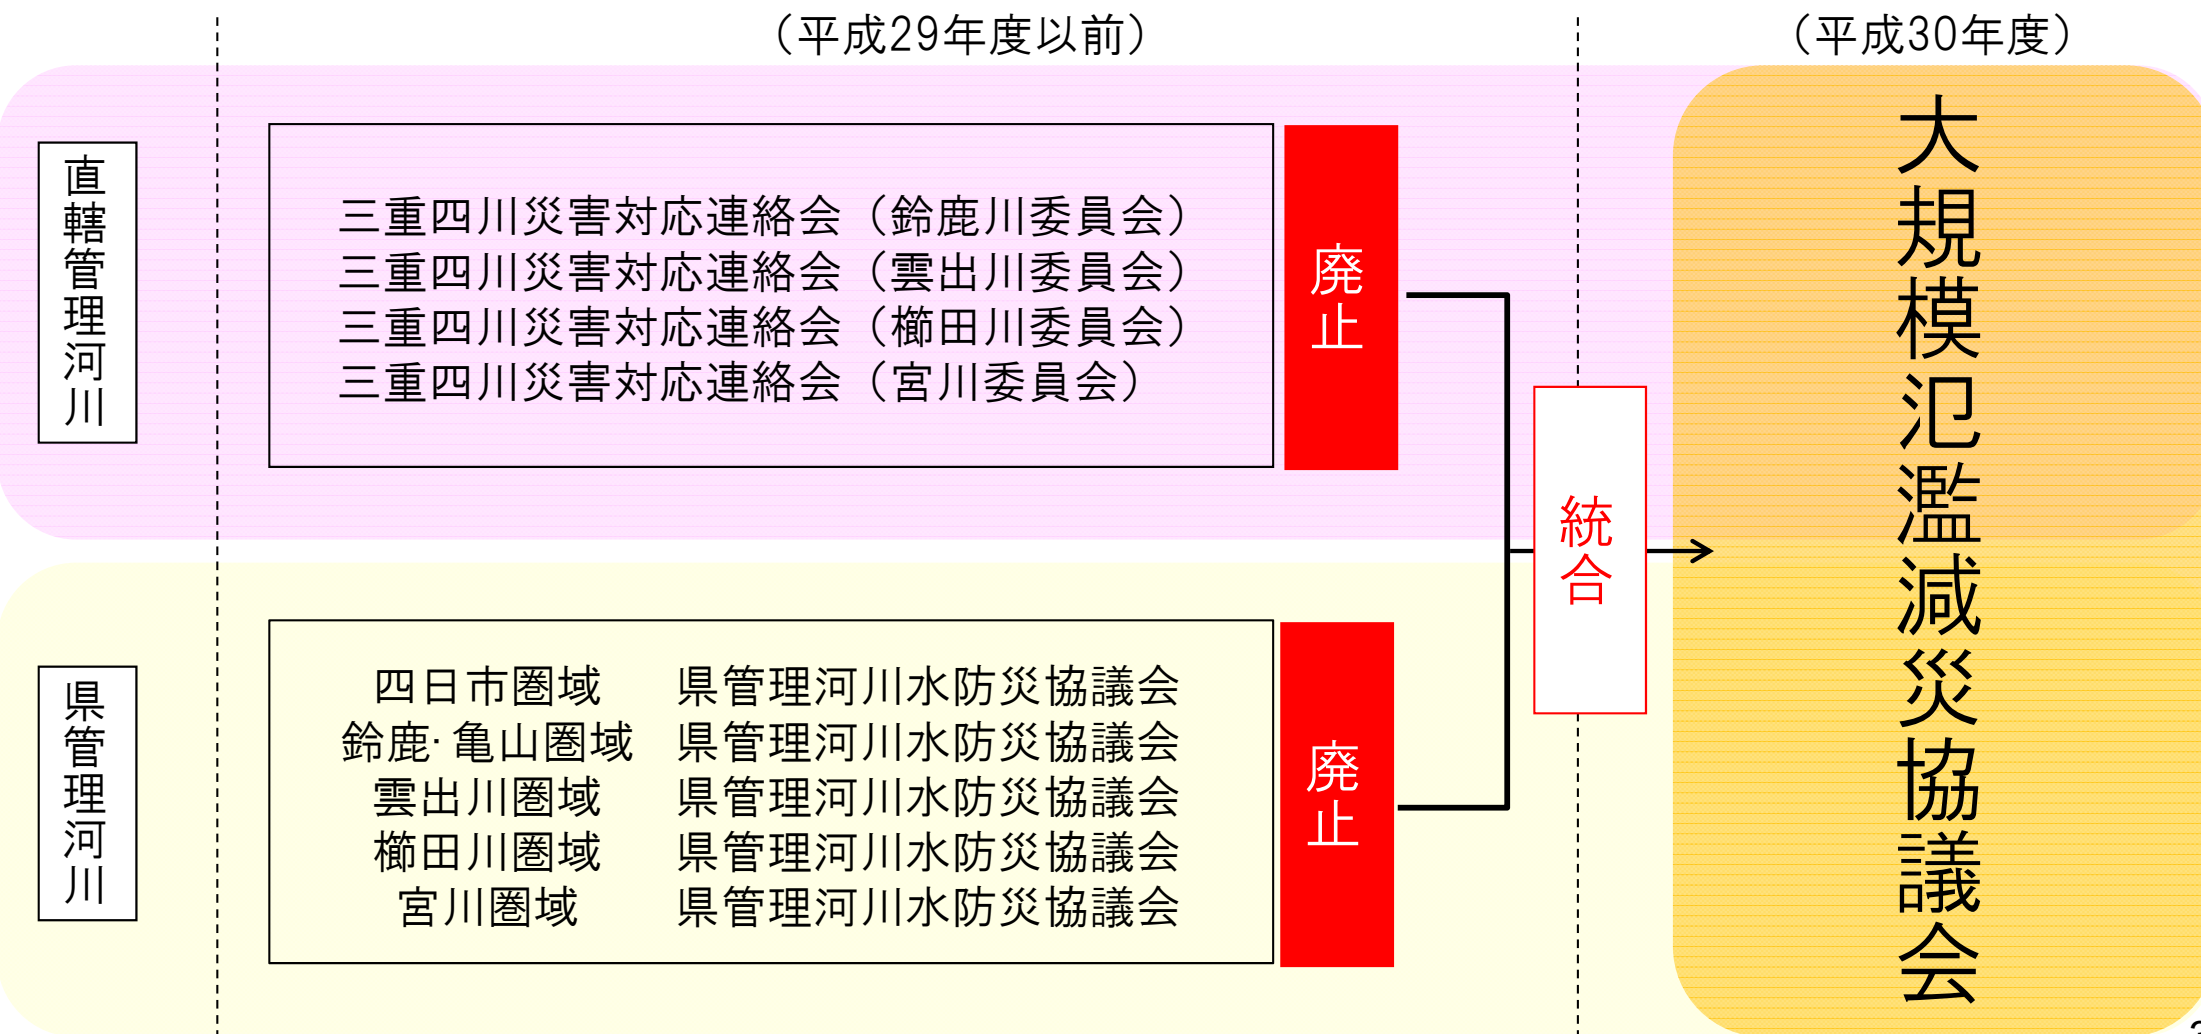 （平成29年度以前）
（平成30年度）
直轄管理河川
三重四川災害対応連絡会（鈴鹿川委員会）
三重四川災害対応連絡会（雲出川委員会）
三重四川災害対応連絡会（櫛田川委員会）
三重四川災害対応連絡会（宮川委員会）
廃止
統合
大規模氾濫減災協議会
県管理河川
四日市圏域 県管理河川水防災協議会
鈴鹿･亀山圏域 県管理河川水防災協議会
雲出川圏域 県管理河川水防災協議会
櫛田川圏域 県管理河川水防災協議会
宮川圏域 県管理河川水防災協議会
廃止